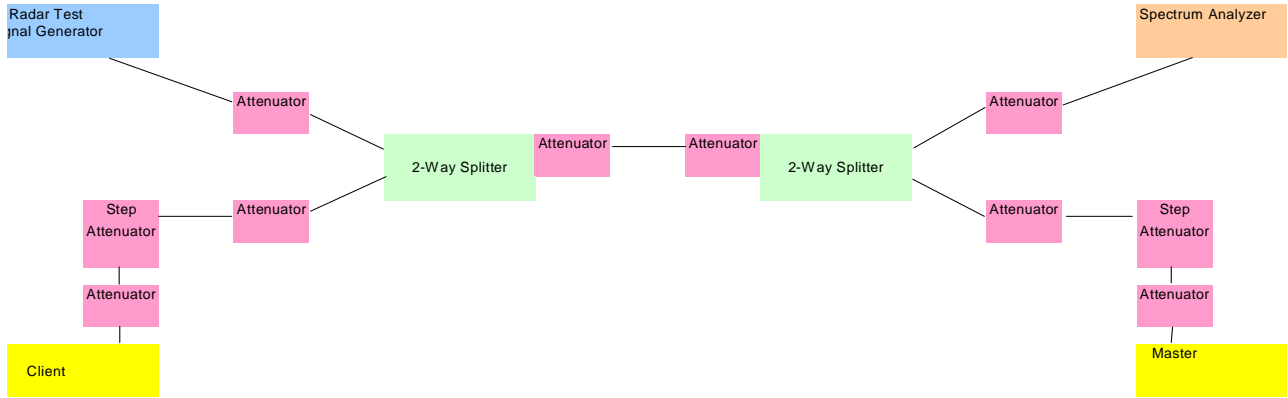 Radar Test
gnal Generator
Spectrum Analyzer
Attenuator
Attenuator
2-Way Splitter
Attenuator
Attenuator
2-Way Splitter
Step
Attenuator
Attenuator
Attenuator
Step
Attenuator
Attenuator
Attenuator
Client
Master